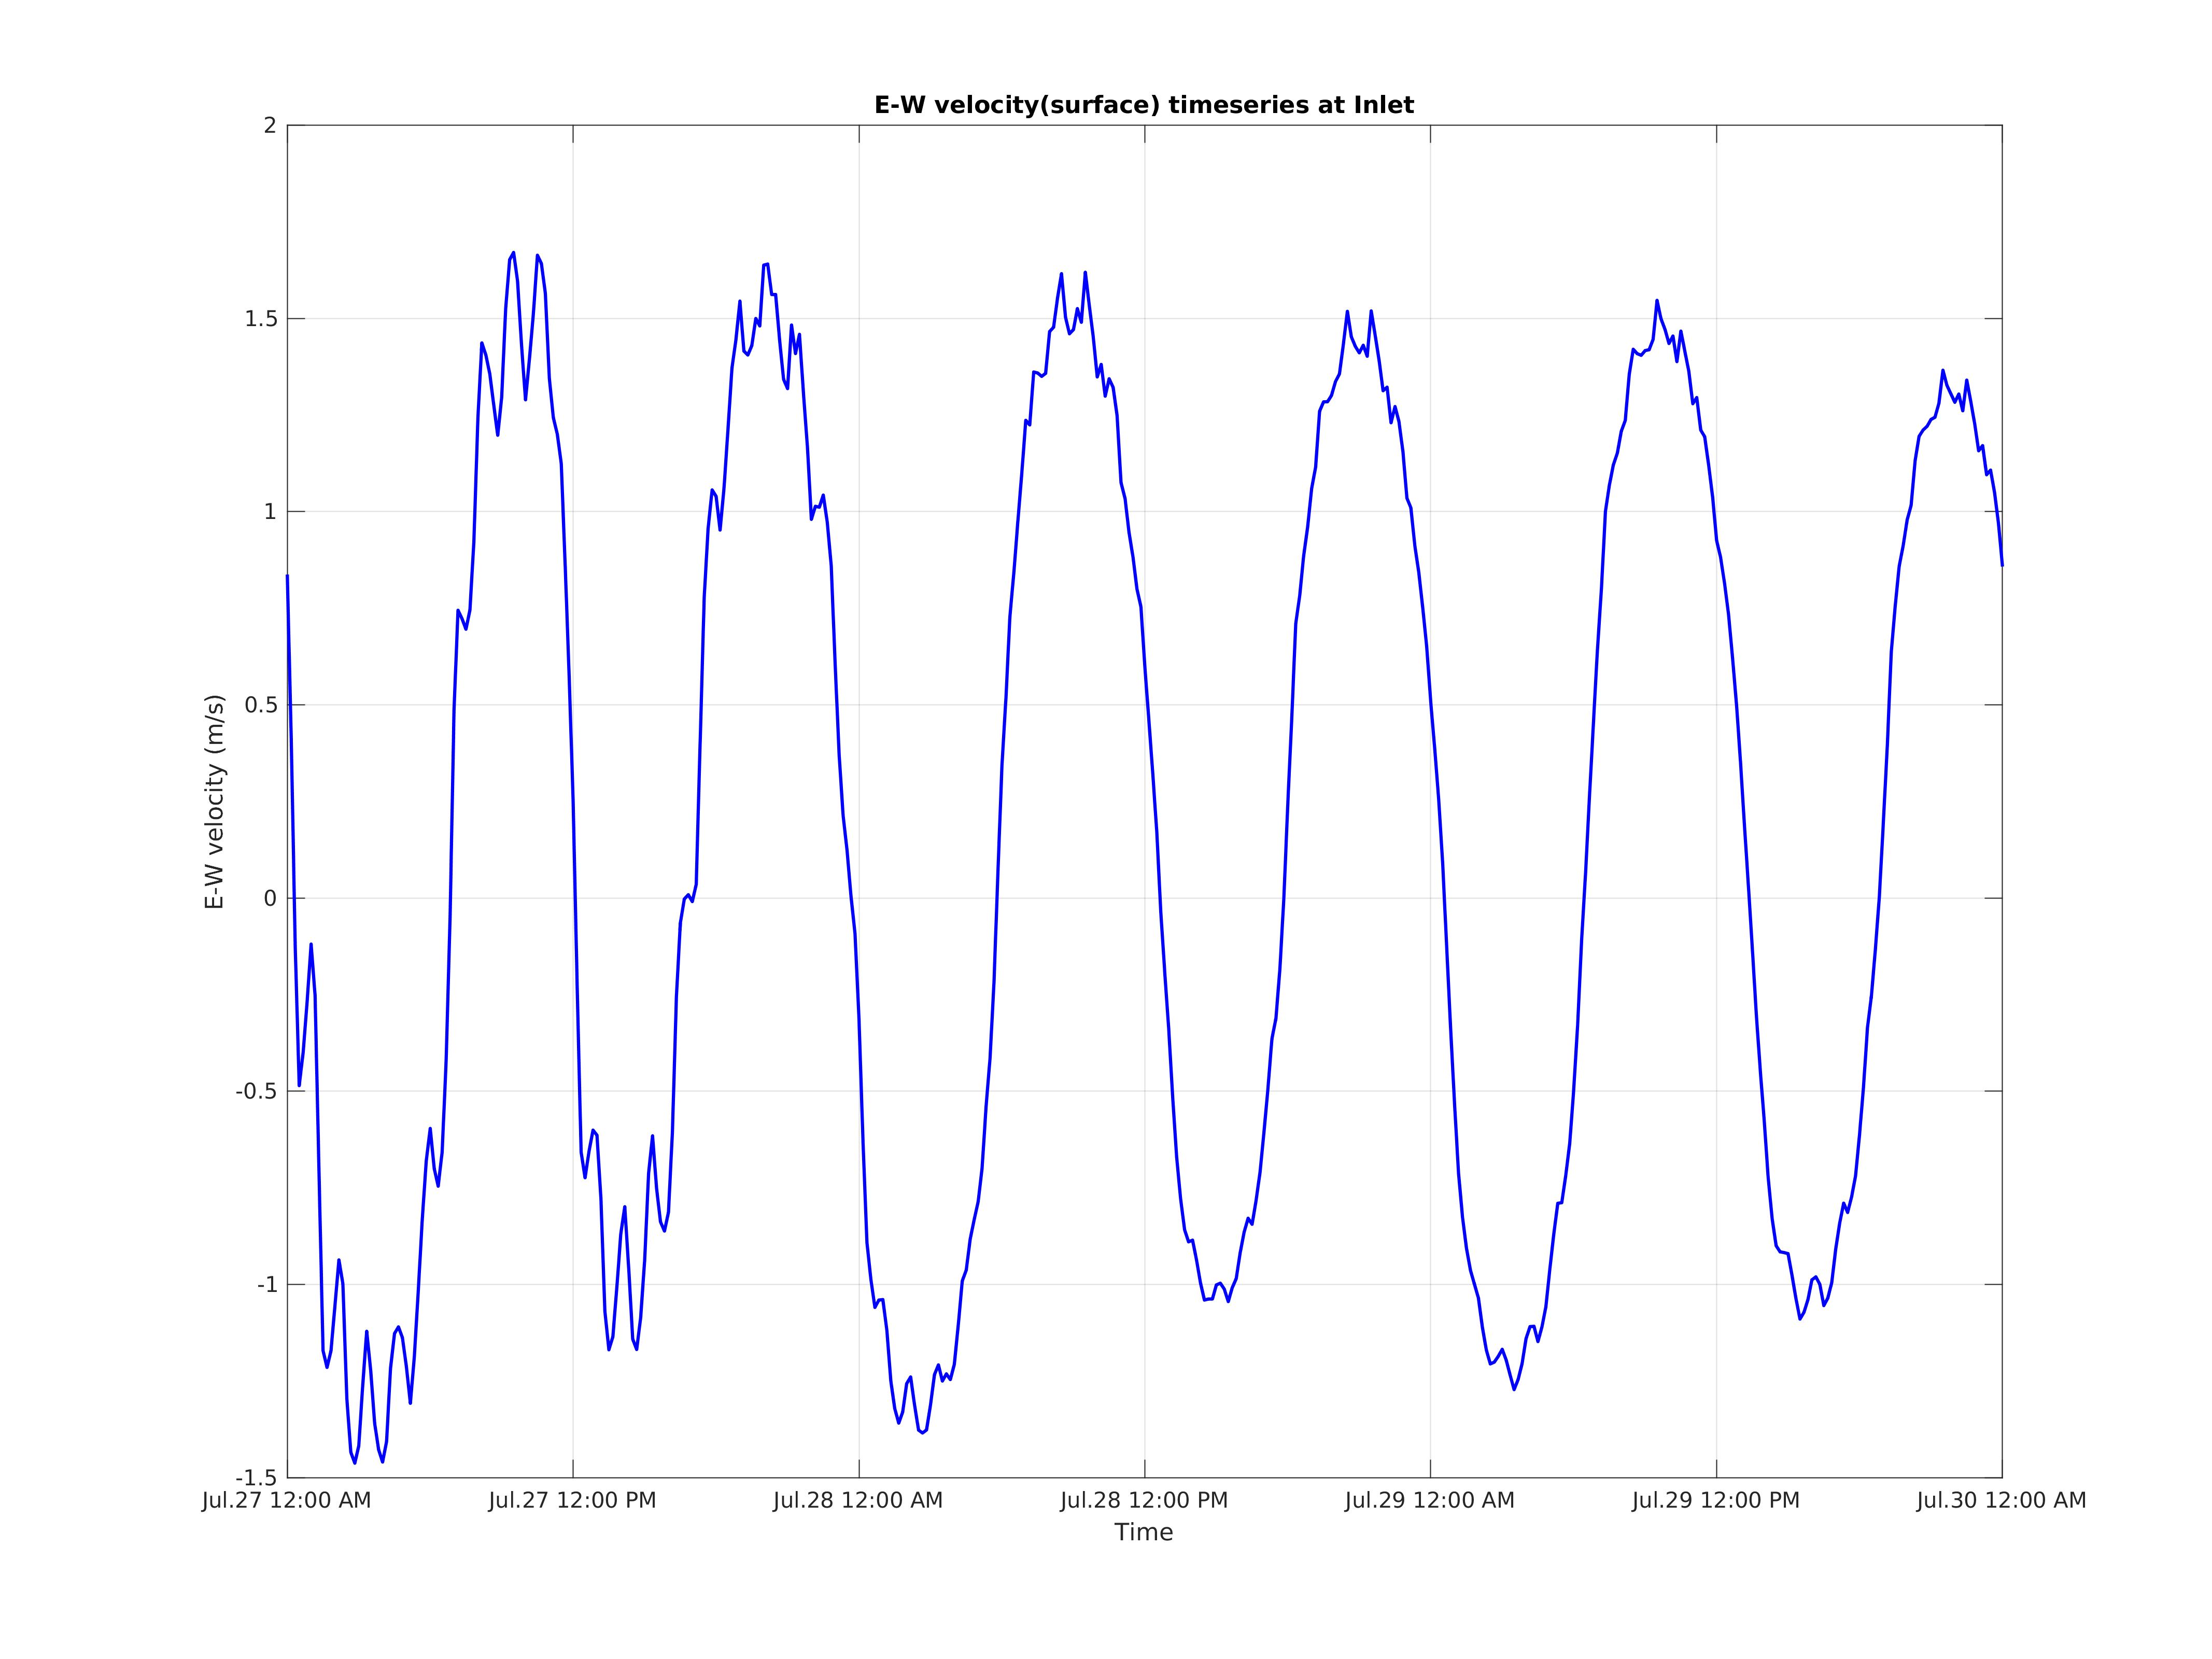 E-W velocity(surface) timeseries at Inlet
2
1.5
1
0.5
0
-0.5
-1
-1.5
E-W velocity (m/s)
Jul.27 12:00 AM Jul.27 12:00 PM Jul.28 12:00 AM Jul.28 12:00 PM Jul.29 12:00 AM Jul.29 12:00 PM Jul.30 12:00 AM
Time